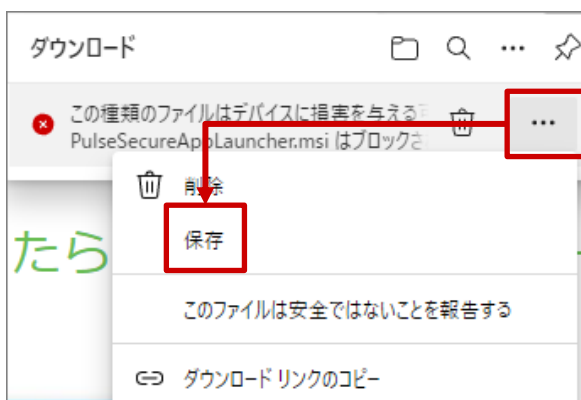 ダウンロード
この種類のファイルはデバイスに損害を与える
PulseSecureAppLauncher.msi はブロックさ
削除
保存
たら
このファイルは安全ではないことを報告する
ダウンロード リンクのコピー